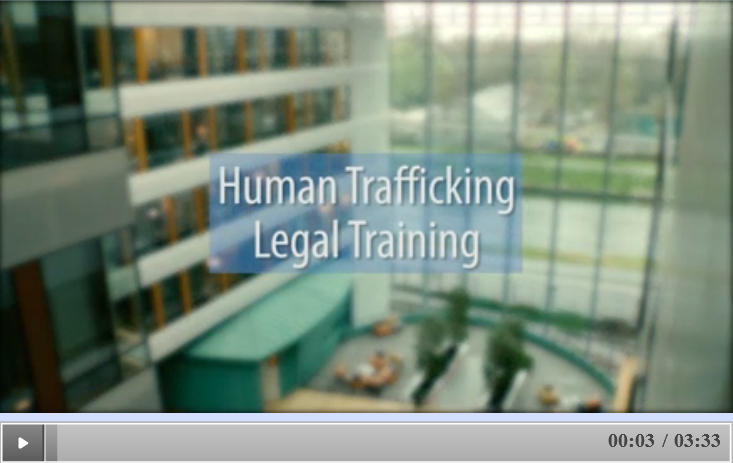 Human Trafficking
Legal Training
00:03 / 03:33